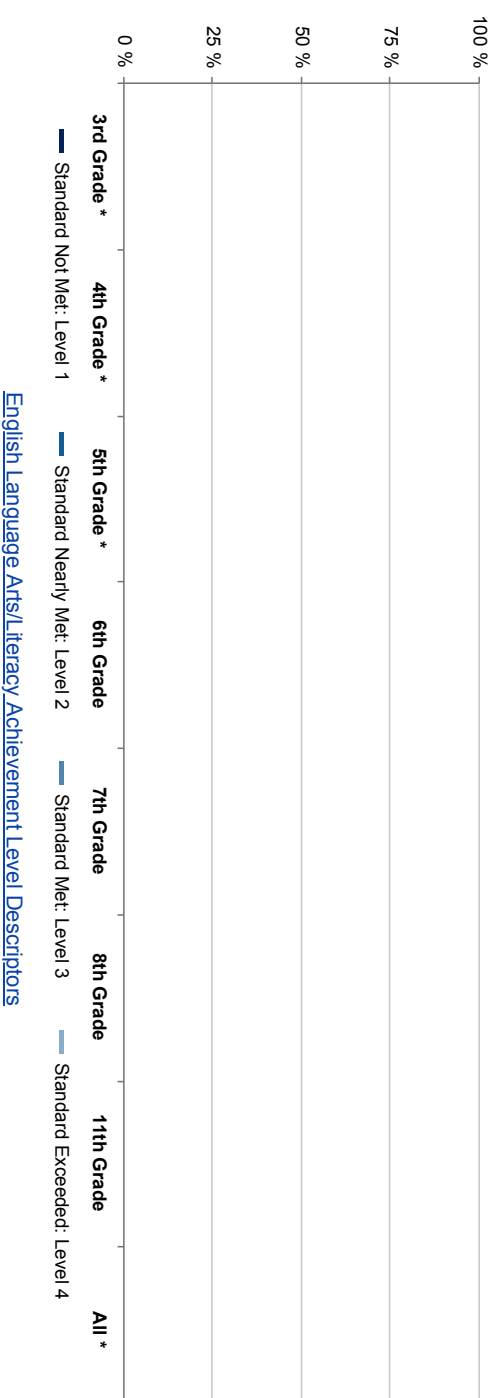 100 %
75 %
50 %
25 %
0 %
3rd Grade * 4th Grade * 5th Grade * 6th Grade 7th Grade 8th Grade 11th Grade All *
Standard Not Met: Level 1 Standard Nearly Met: Level 2 Standard Met: Level 3 Standard Exceeded: Level 4
English Language Arts/Literacy Achievement Level Descriptors